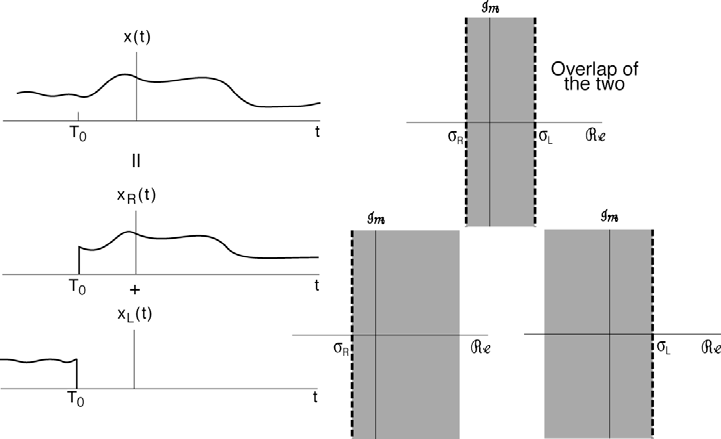 x(t)
T0
t
=
xR(t)
T0
+
t
xL(t)
T0
t
ℐm
Overlap of
the two
σR
σL
ℛe
ℐm
σR
ℛe
ℐm
σL
ℛe